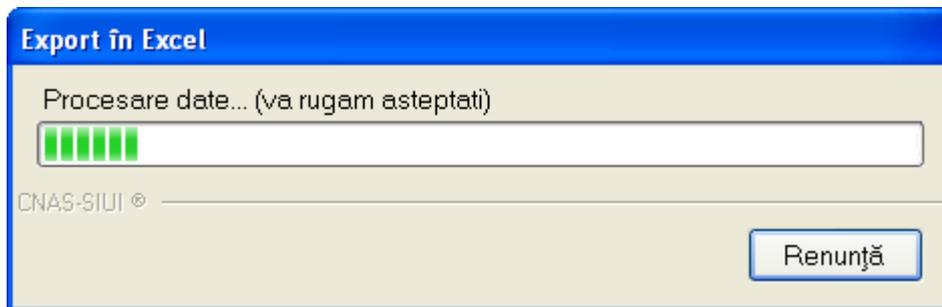 Export în Excel
Procesare date... (va rugam asteptati)
CNAS-SIUI ®
Renunţă